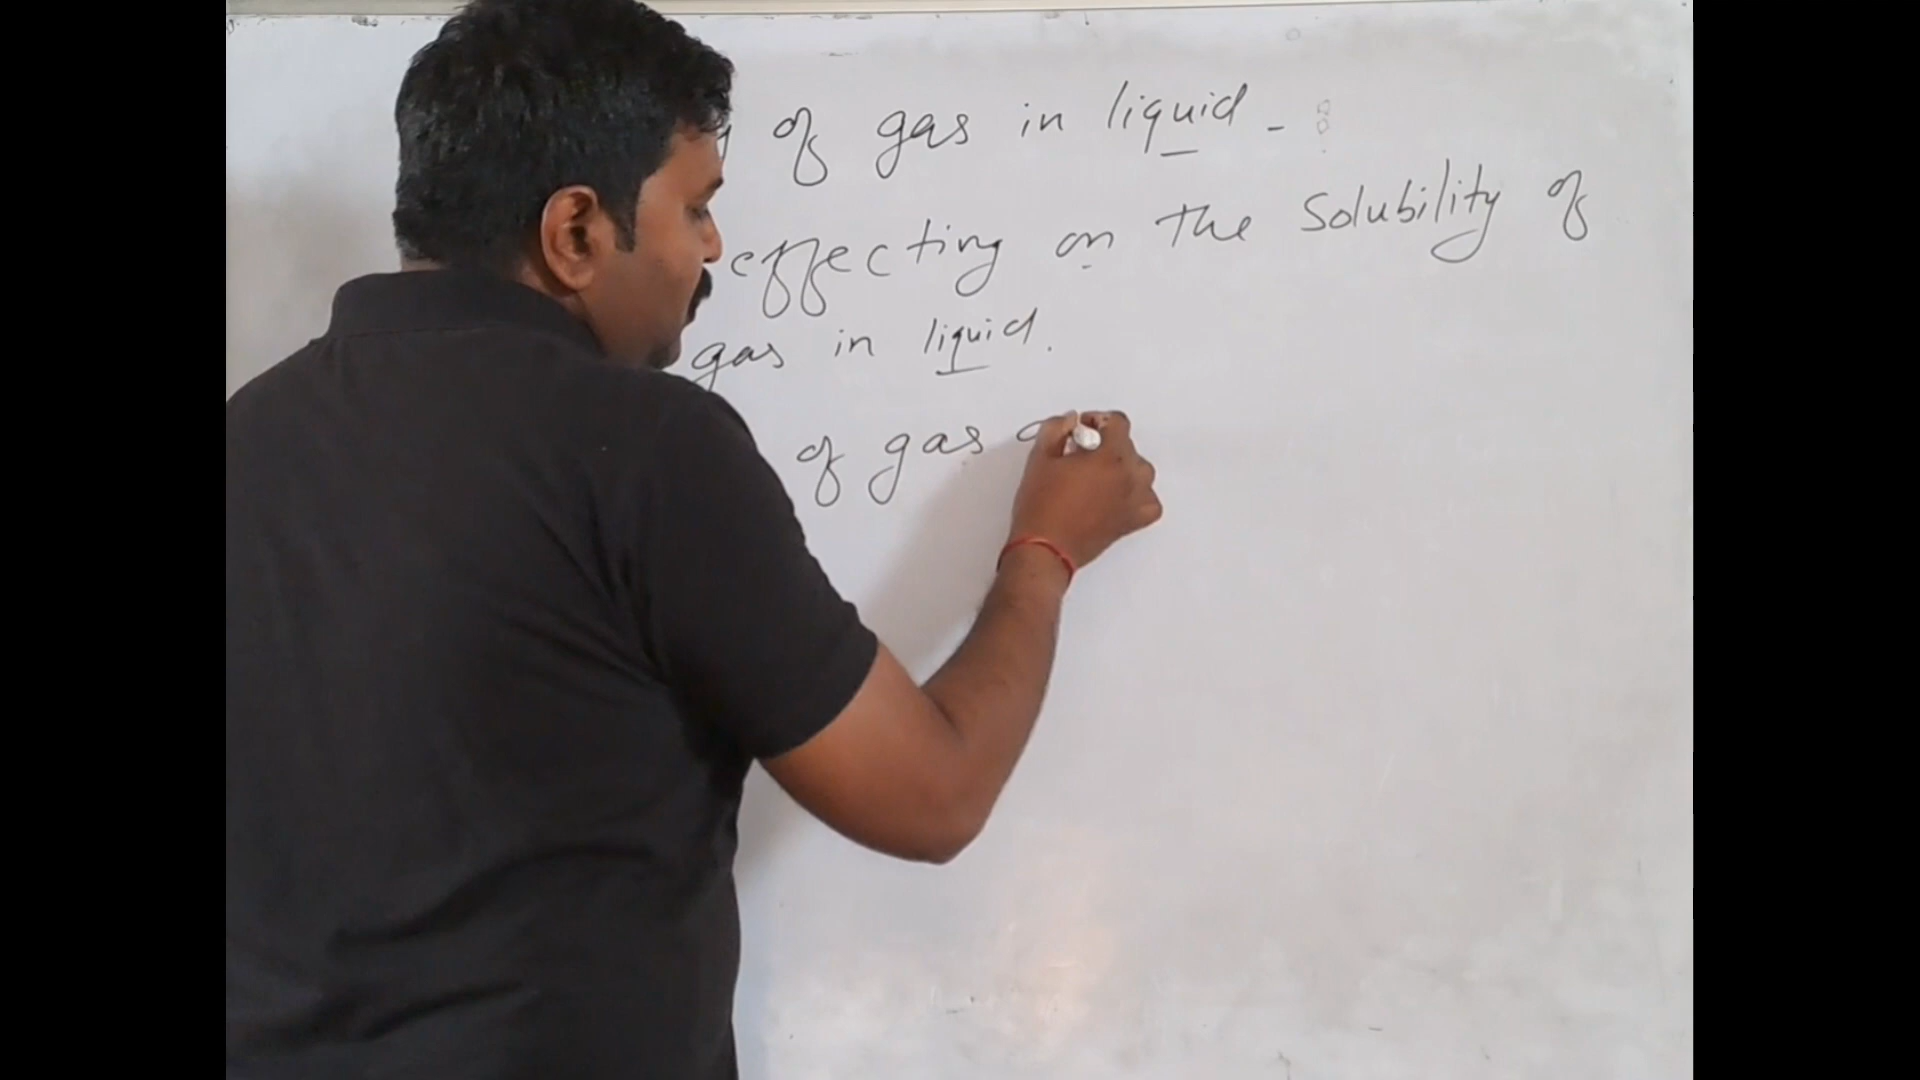 of gas in liquid - :
effecting on the Solubility of
gas in liquid.
of gas